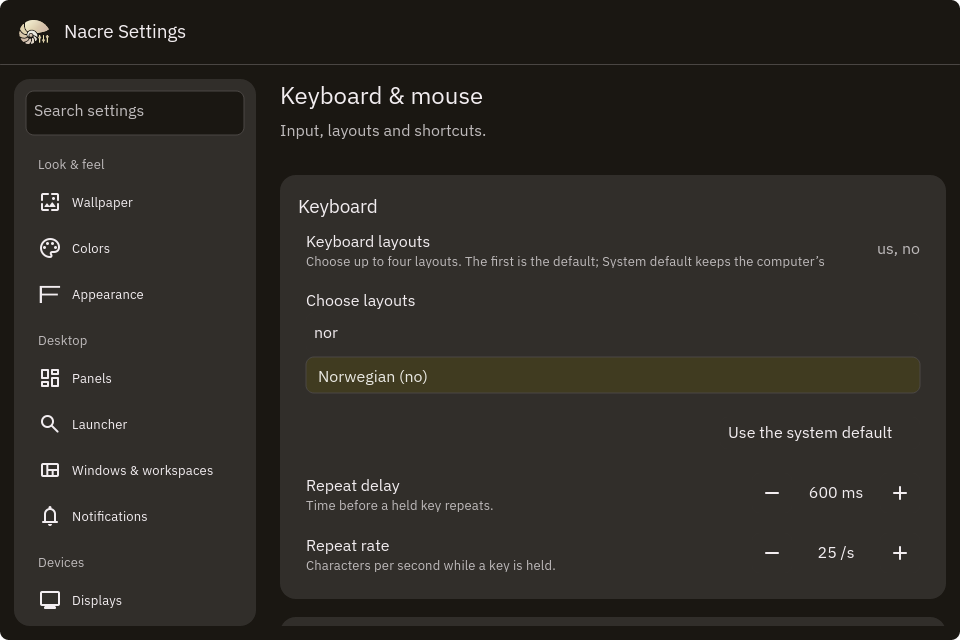 Nacre Settings
Search settings
Look & feel
Wallpaper
Colors
Appearance
Desktop
Panels
Launcher
Windows & workspaces
Notifications
Devices
Displays
Keyboard & mouse
Input, layouts and shortcuts.
Keyboard
Keyboard layouts
Choose up to four layouts. The first is the default; System default keeps the computer’s
us, no
Choose layouts
nor
Norwegian (no)
Use the system default
Repeat delay
Time before a held key repeats.
600 ms
Repeat rate
Characters per second while a key is held.
25 /s